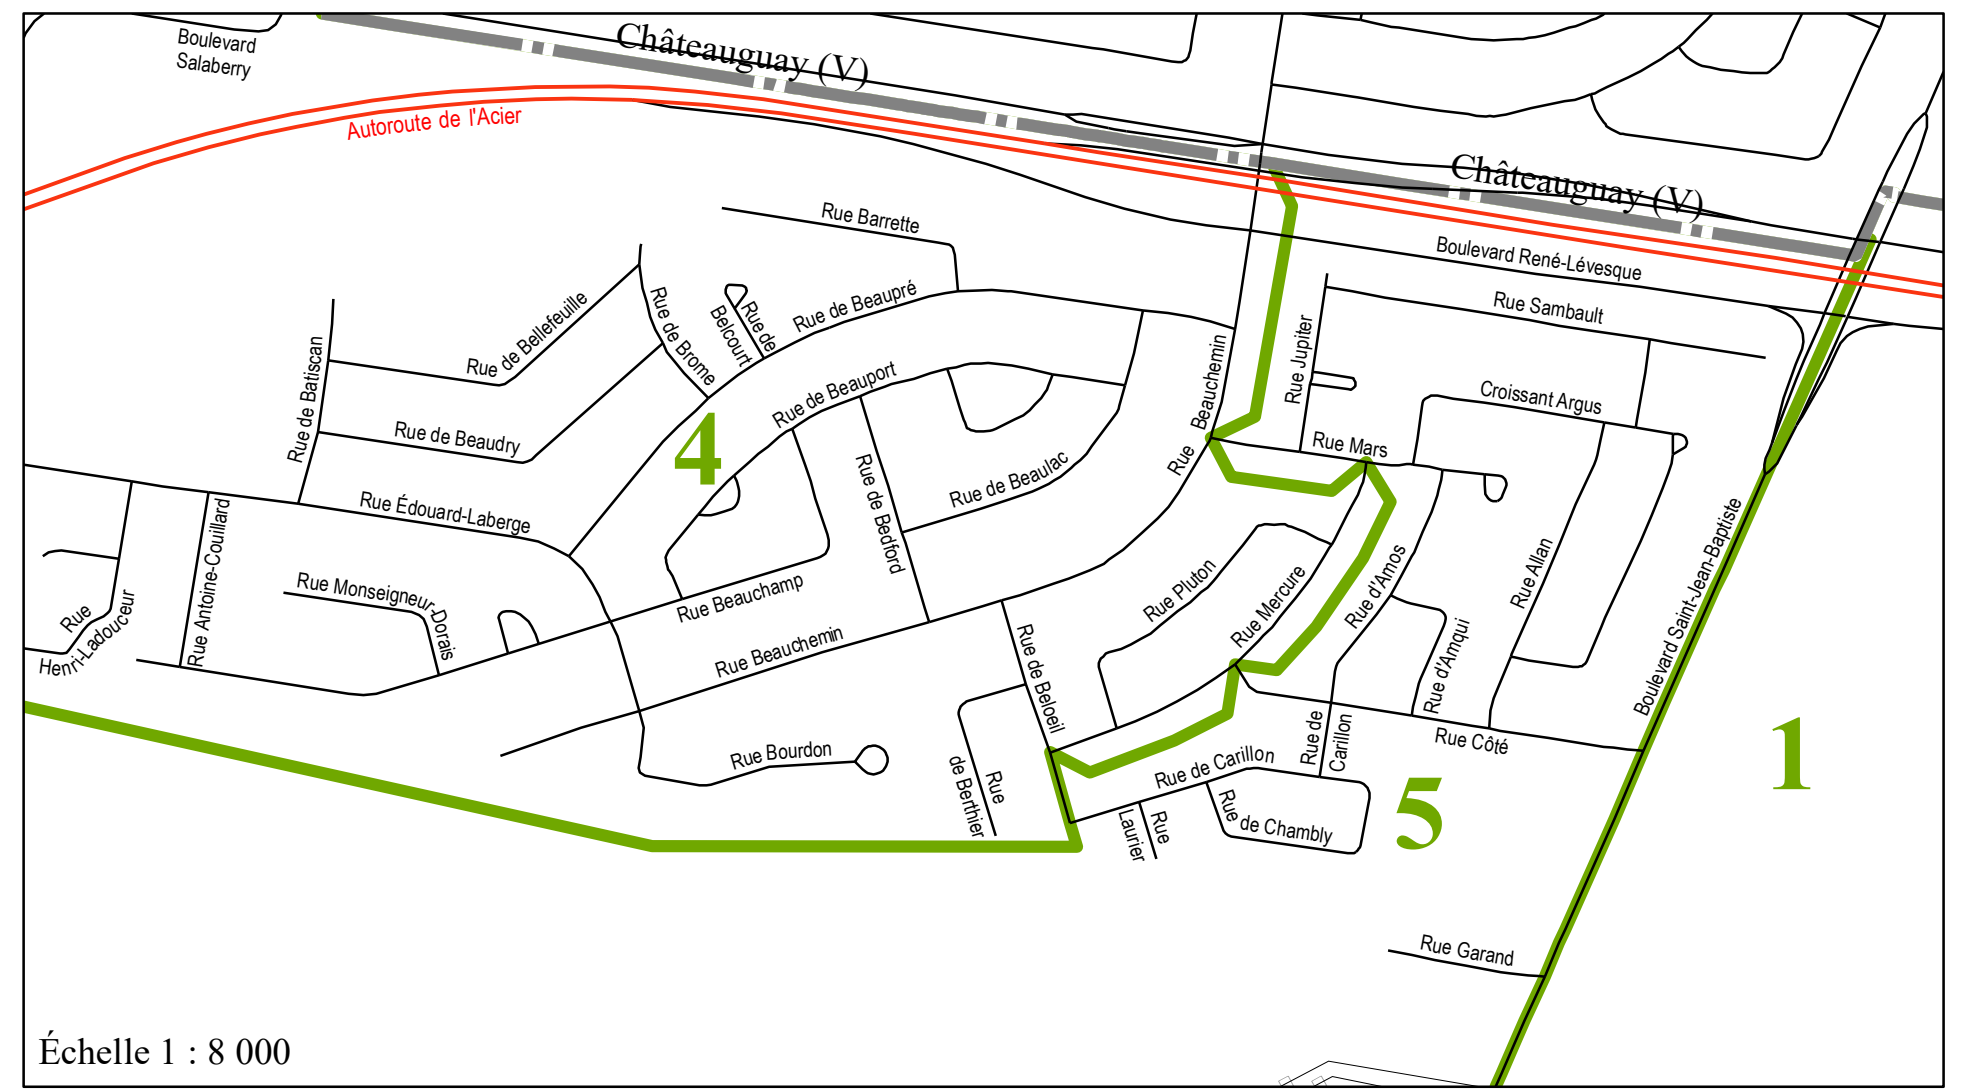 Boulevard
Salaberry
Châteauguay (V)
Autoroute de l'Acier
Châteauguay (V)
Rue Barrette
Boulevard René-Lévesque
Rue Sambault
Rue de Bellefeuille
Rue de Brome
Rue de
Belcourt
Rue de Beaupré
Rue Jupiter
Rue de Batiscan
Rue de Beauport
Rue Beauchemin
Croissant Argus
Rue de Beaudry
4
Rue Mars
Rue de Bedford
Rue de Beaulac
Rue Édouard-Laberge
Rue Antoine-Couillard
Boulevard Saint-Jean-Baptiste
Rue Allan
Rue
Henri-Ladouceur
Rue Monseigneur-Dorais
Rue Beauchamp
Rue Pluton
Rue Mercure
Rue d'Amos
Rue d'Amqui
Rue Beauchemin
Rue de Beloeil
Rue Bourdon
Rue
de Berthier
Rue de
Carillon
Rue Côté
Rue de Carillon
1
Rue
Laurier
Rue de Chambly
5
Rue Garand
Échelle 1 : 8 000